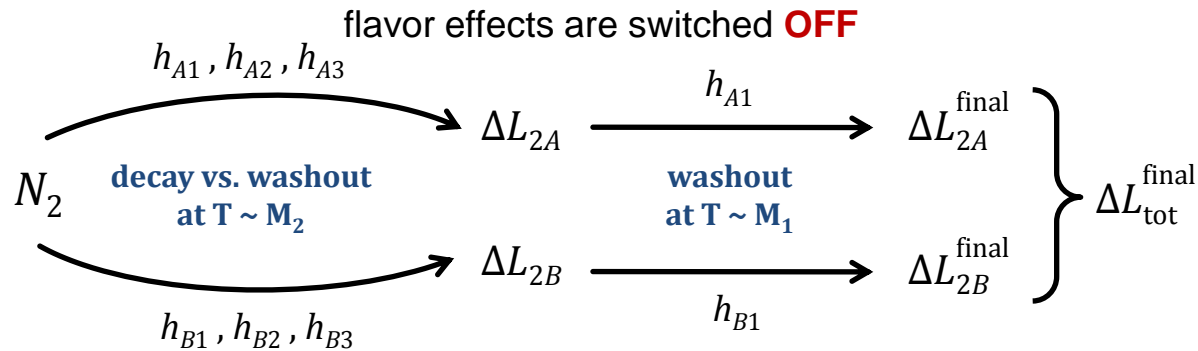 flavor effects are switched OFF
h_{A1} , h_{A2} , h_{A3}
h_{A1}
ΔL_{2A}
ΔL_{2A}^{final}
N_2
decay vs. washout
at T ~ M_2
washout
at T ~ M_1
ΔL_{tot}^{final}
ΔL_{2B}
ΔL_{2B}^{final}
h_{B1} , h_{B2} , h_{B3}
h_{B1}